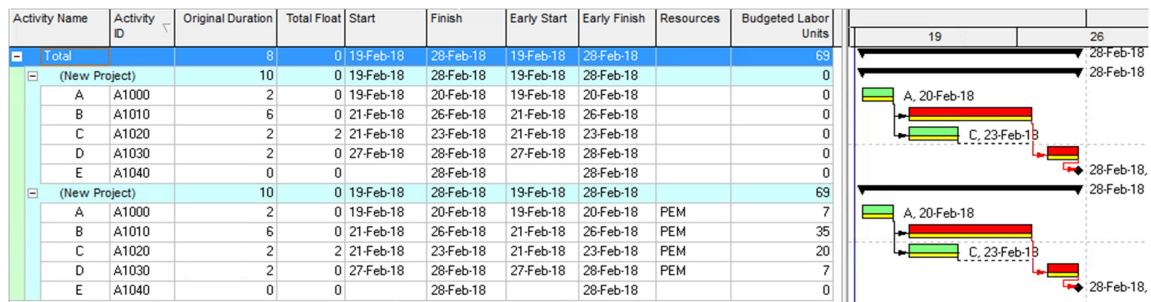 Activity Name Activity ID Original Duration Total Float Start Finish Early Start Early Finish Resources Budgeted Labor Units
19 26
Total 8 0 19-Feb-18 28-Feb-18 19-Feb-18 28-Feb-18 69 28-Feb-18
(New Project) 10 0 19-Feb-18 28-Feb-18 19-Feb-18 28-Feb-18 0 28-Feb-18
A A1000 2 0 19-Feb-18 20-Feb-18 19-Feb-18 20-Feb-18 0 A, 20-Feb-18
B A1010 6 0 21-Feb-18 26-Feb-18 21-Feb-18 26-Feb-18 0
C A1020 2 2 21-Feb-18 23-Feb-18 21-Feb-18 23-Feb-18 0 C, 23-Feb-18
D A1030 2 0 27-Feb-18 28-Feb-18 27-Feb-18 28-Feb-18 0
E A1040 0 0 28-Feb-18 28-Feb-18 0 28-Feb-18,
(New Project) 10 0 19-Feb-18 28-Feb-18 19-Feb-18 28-Feb-18 69 28-Feb-18
A A1000 2 0 19-Feb-18 20-Feb-18 19-Feb-18 20-Feb-18 PEM 7 A, 20-Feb-18
B A1010 6 0 21-Feb-18 26-Feb-18 21-Feb-18 26-Feb-18 PEM 35
C A1020 2 2 21-Feb-18 23-Feb-18 21-Feb-18 23-Feb-18 PEM 20 C, 23-Feb-18
D A1030 2 0 27-Feb-18 28-Feb-18 27-Feb-18 28-Feb-18 PEM 7
E A1040 0 0 28-Feb-18 28-Feb-18 0 28-Feb-18,